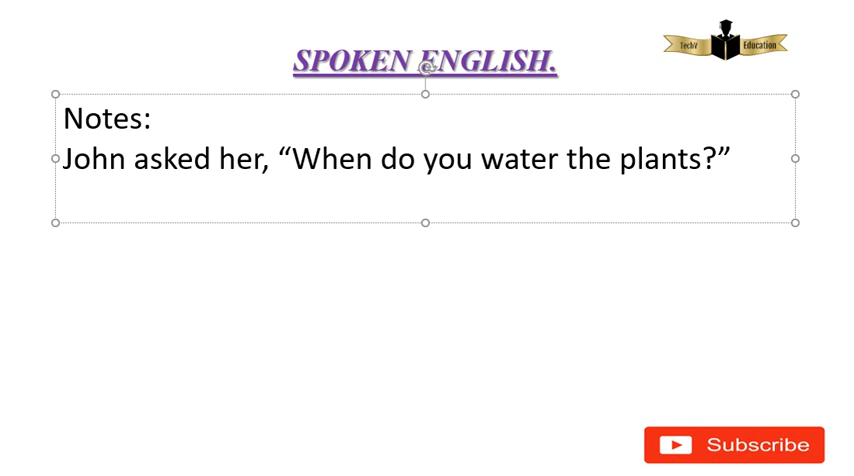 SPOKEN ENGLISH.
TechV Education
Notes:
John asked her, “When do you water the plants?”
Subscribe